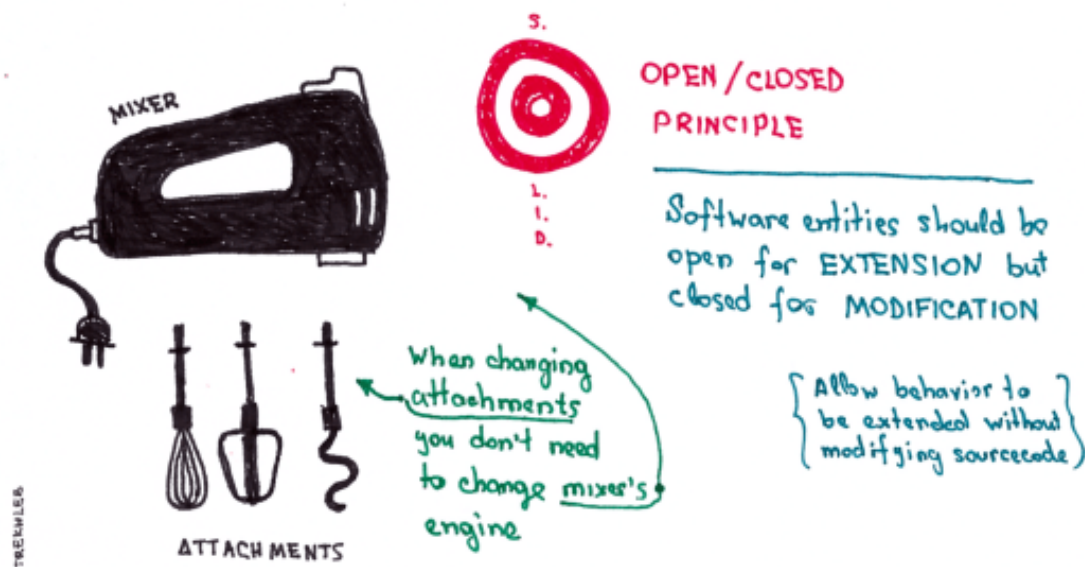 MIXER
S.
L.
I.
D.
OPEN/CLOSED
PRINCIPLE
Software entities should be
open for EXTENSION but
closed for MODIFICATION
When changing
attachments
you don't need
to change mixer's
engine
{Allow behavior to
be extended without
modifying sourcecode}
ATTACHMENTS
TREKHLEB